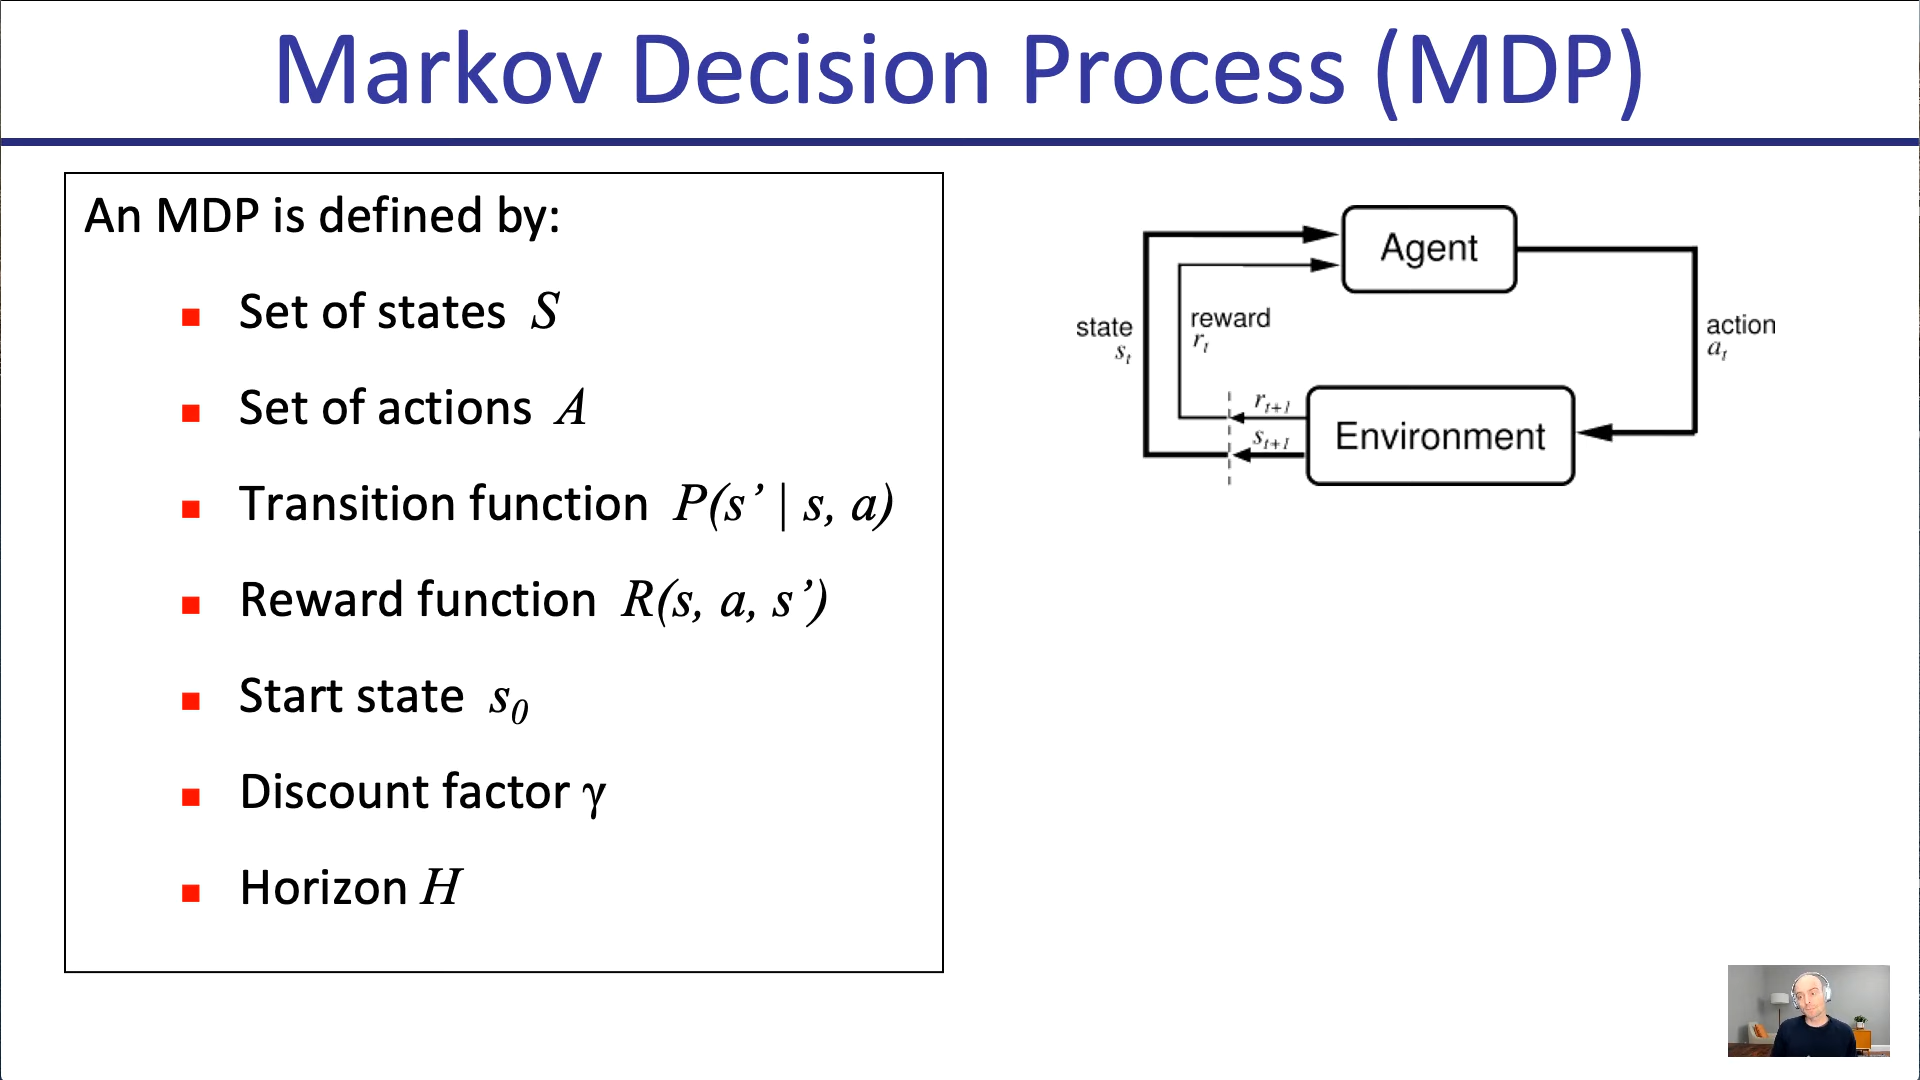 Markov Decision Process (MDP)
An MDP is defined by:
Set of states S
Set of actions A
Transition function P(s’ | s, a)
Reward function R(s, a, s’)
Start state s₀
Discount factor γ
Horizon H
Agent
state
sₜ
reward
rₜ
action
aₜ
rₜ₊₁
sₜ₊₁
Environment